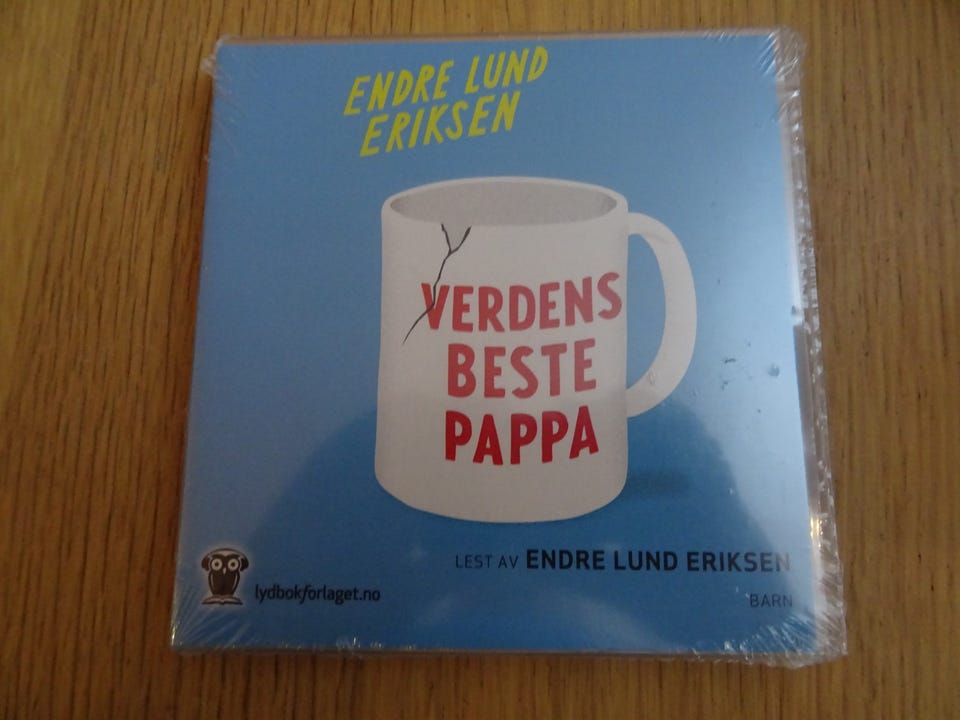 ENDRE LUND
ERIKSEN
VERDENS
BESTE
PAPPA
LEST AV ENDRE LUND ERIKSEN
lydbokforlaget.no
BARN